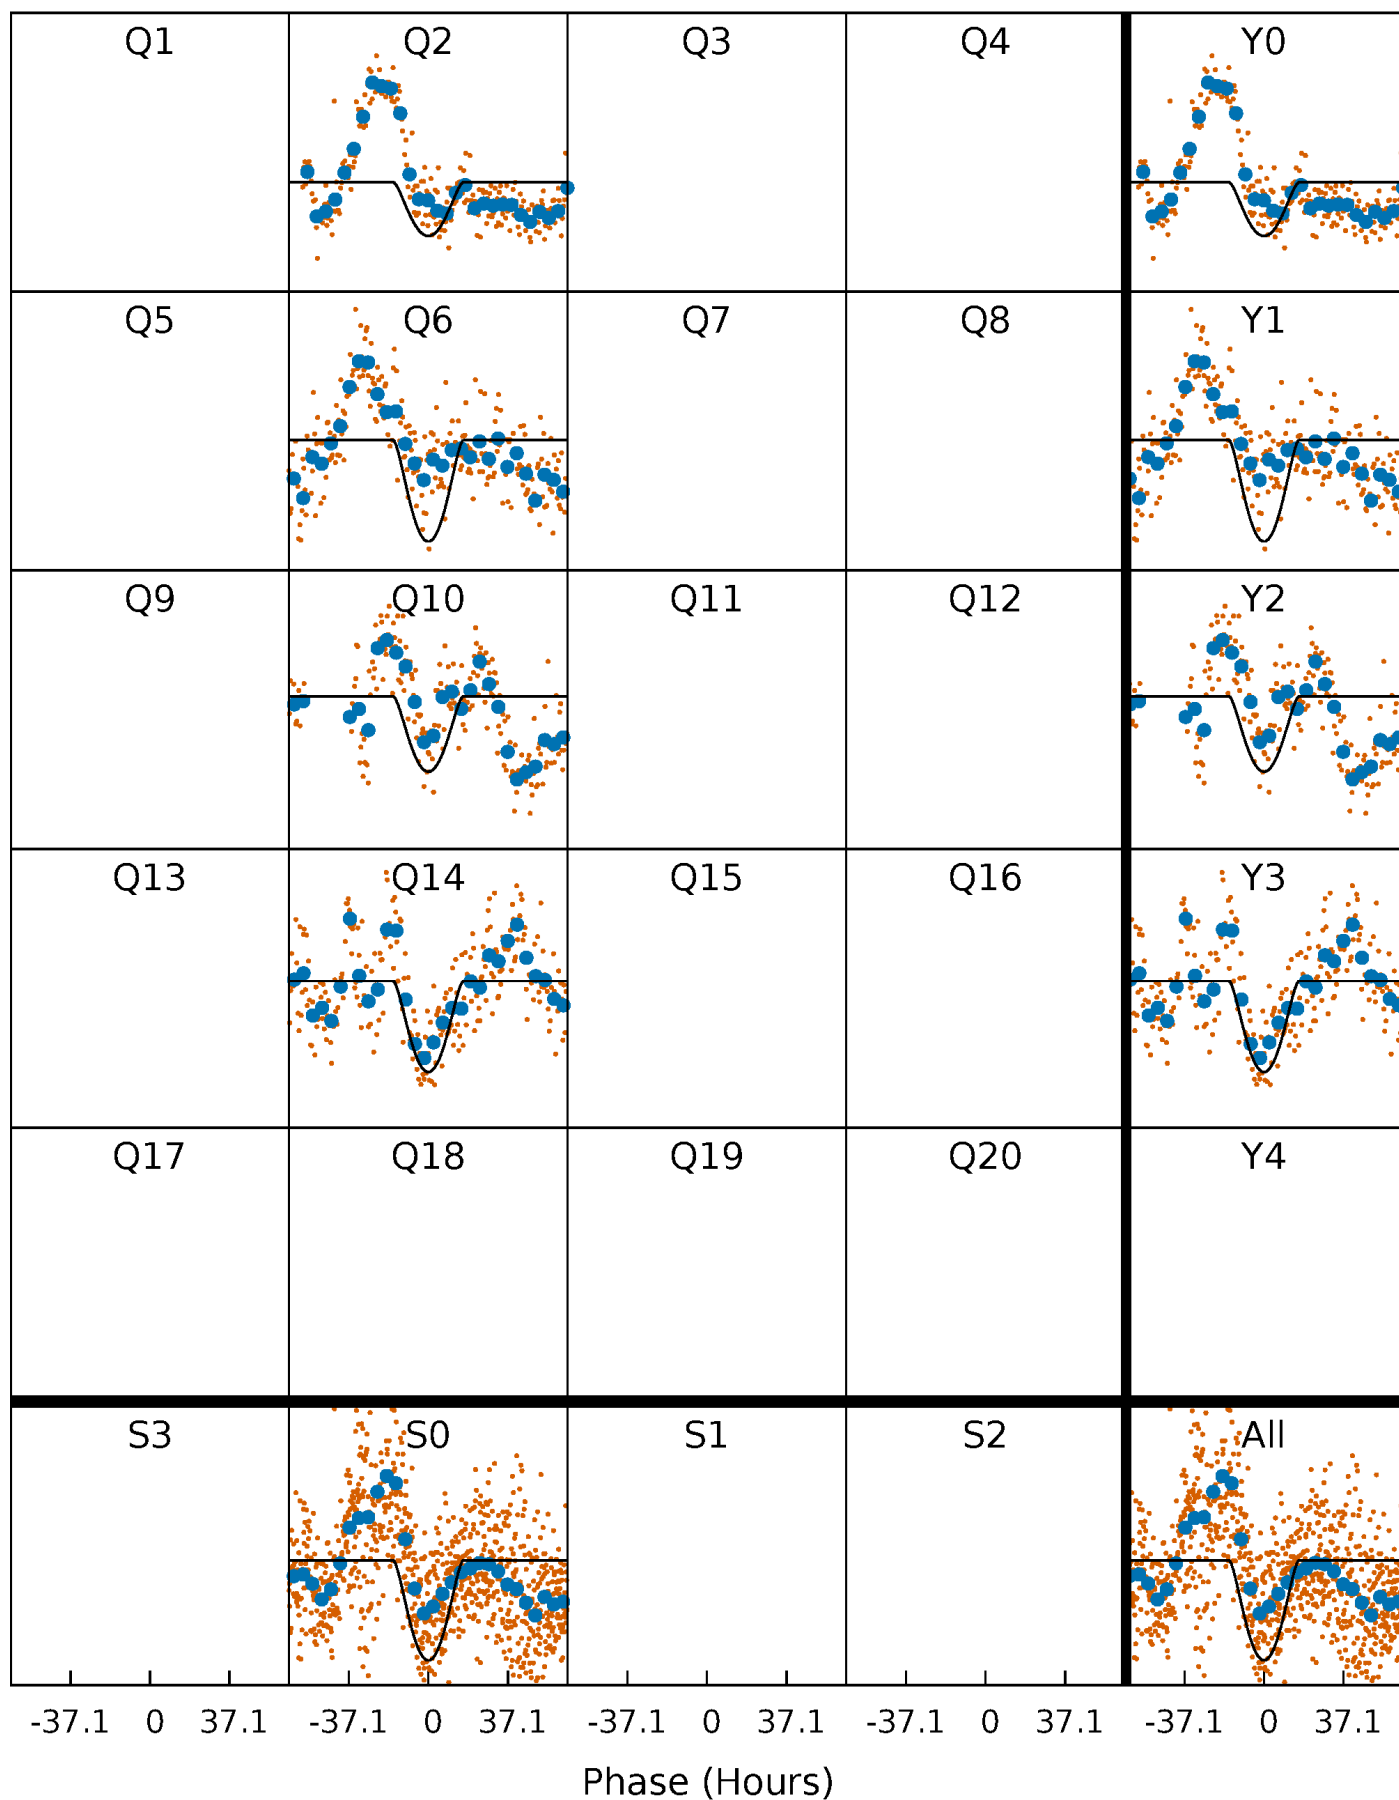 Q1 Q2 Q3 Q4 Y0
Q5 Q6 Q7 Q8 Y1
Q9 Q10 Q11 Q12 Y2
Q13 Q14 Q15 Q16 Y3
Q17 Q18 Q19 Q20 Y4
S3 S0 S1 S2 All
-37.1 0 37.1 -37.1 0 37.1 -37.1 0 37.1 -37.1 0 37.1 -37.1 0 37.1
Phase (Hours)